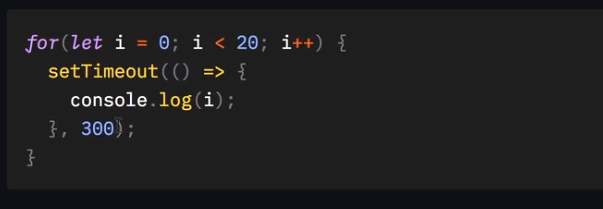 for(let i = 0; i < 20; i++) {
setTimeout(() => {
console.log(i);
}, 300);
}